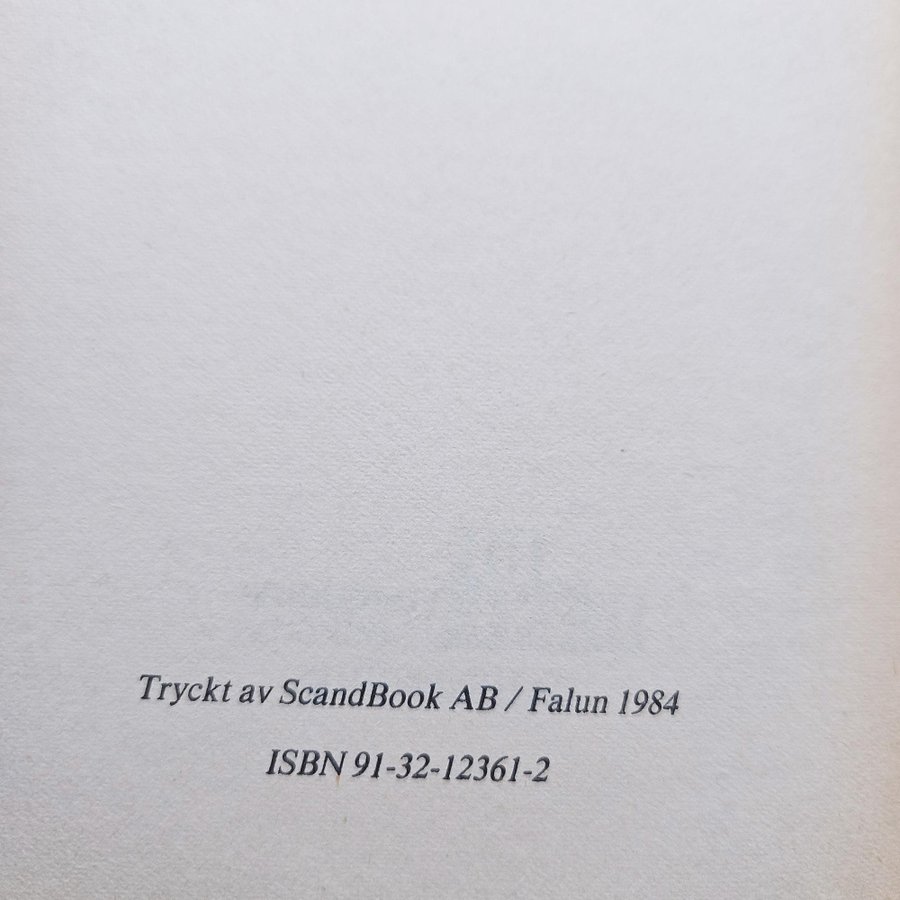 Tryckt av ScandBook AB / Falun 1984
ISBN 91-32-12361-2